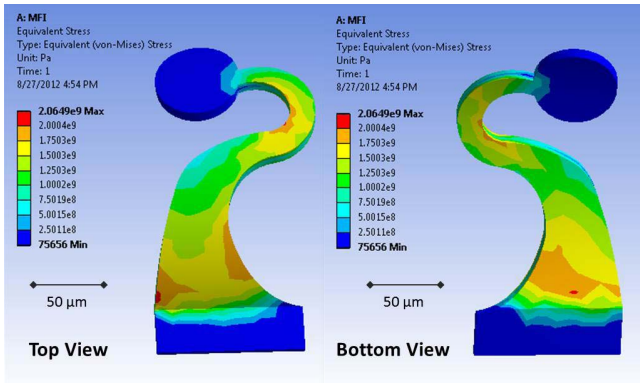 A: MFI
Equivalent Stress
Type: Equivalent (von-Mises) Stress
Unit: Pa
Time: 1
8/27/2012 4:54 PM
2.0649e9 Max
2.0004e9
1.7503e9
1.5003e9
1.2503e9
1.0002e9
7.5019e8
5.0015e8
2.5011e8
75656 Min
50 μm
Top View
A: MFI
Equivalent Stress
Type: Equivalent (von-Mises) Stress
Unit: Pa
Time: 1
8/27/2012 4:54 PM
2.0649e9 Max
2.0004e9
1.7503e9
1.5003e9
1.2503e9
1.0002e9
7.5019e8
5.0015e8
2.5011e8
75656 Min
50 μm
Bottom View